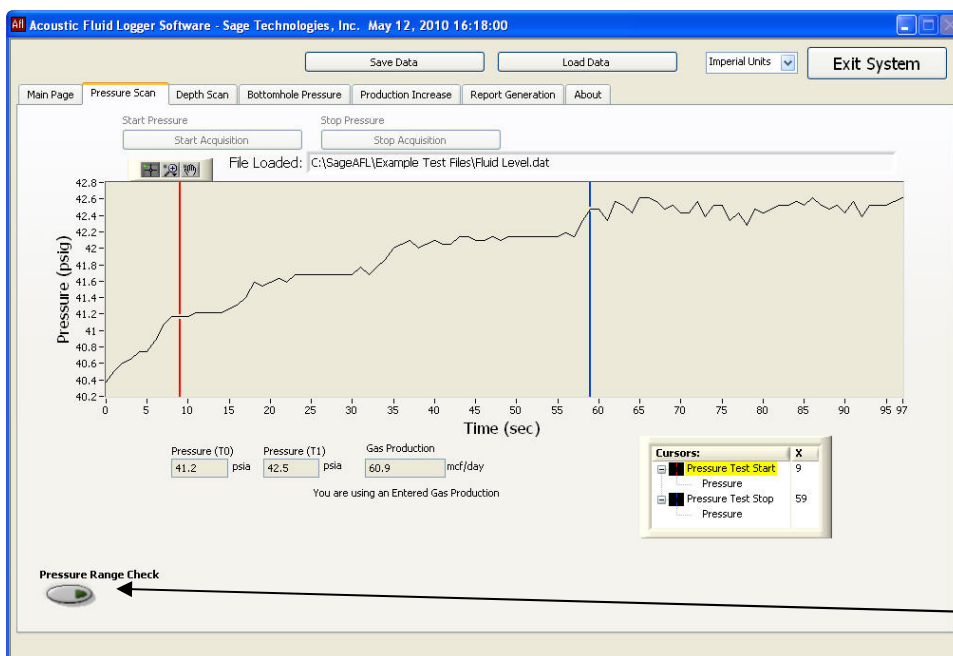 Afl Acoustic Fluid Logger Software - Sage Technologies, Inc.  May 12, 2010 16:18:00
Save Data Load Data Imperial Units Exit System
Main Page Pressure Scan Depth Scan Bottomhole Pressure Production Increase Report Generation About
Start Pressure Stop Pressure
Start Acquisition Stop Acquisition
File Loaded: C:\SageAFL\Example Test Files\Fluid Level.dat
42.8
42.6
42.4
42.2
42
41.8
41.6
41.4
41.2
41
40.8
40.6
40.4
40.2
Pressure (psig)
0 5 10 15 20 25 30 35 40 45 50 55 60 65 70 75 80 85 90 95 97
Time (sec)
Pressure (T0) Pressure (T1) Gas Production
41.2 psia 42.5 psia 60.9 mcf/day
You are using an Entered Gas Production
Cursors: X
Pressure Test Start 9
Pressure
Pressure Test Stop 59
Pressure
Pressure Range Check